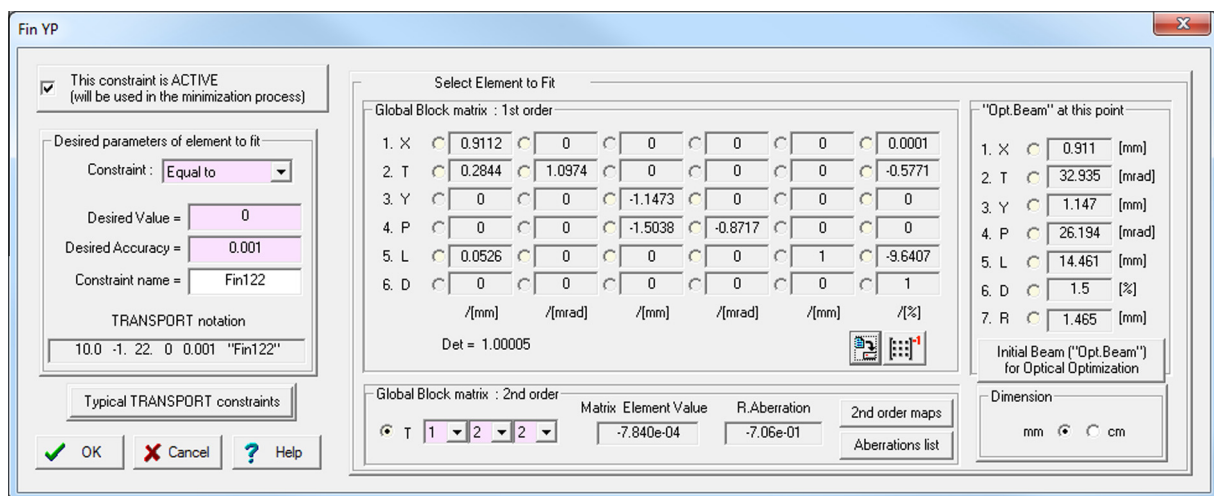 Fin YP
This constraint is ACTIVE
(will be used in the minimization process)
Desired parameters of element to fit
Constraint : Equal to
Desired Value = 0
Desired Accuracy = 0.001
Constraint name = Fin122
TRANSPORT notation
10.0 -1. 22. 0 0.001 "Fin122"
Typical TRANSPORT constraints
OK Cancel ? Help
Select Element to Fit
Global Block matrix : 1st order
1. X 0.9112 0 0 0 0 0.0001
2. T 0.2844 1.0974 0 0 0 -0.5771
3. Y 0 0 -1.1473 0 0 0
4. P 0 0 -1.5038 -0.8717 0 0
5. L 0.0526 0 0 0 1 -9.6407
6. D 0 0 0 0 0 1
/[mm] /[mrad] /[mm] /[mrad] /[mm] /[%]
Det = 1.00005
-1
Global Block matrix : 2nd order
Matrix Element Value R.Aberration
T 1 2 2 -7.840e-04 -7.06e-01
2nd order maps
Aberrations list
"Opt.Beam" at this point
1. X 0.911 [mm]
2. T 32.935 [mrad]
3. Y 1.147 [mm]
4. P 26.194 [mrad]
5. L 14.461 [mm]
6. D 1.5 [%]
7. R 1.465 [mm]
Initial Beam ("Opt.Beam")
for Optical Optimization
Dimension
mm cm